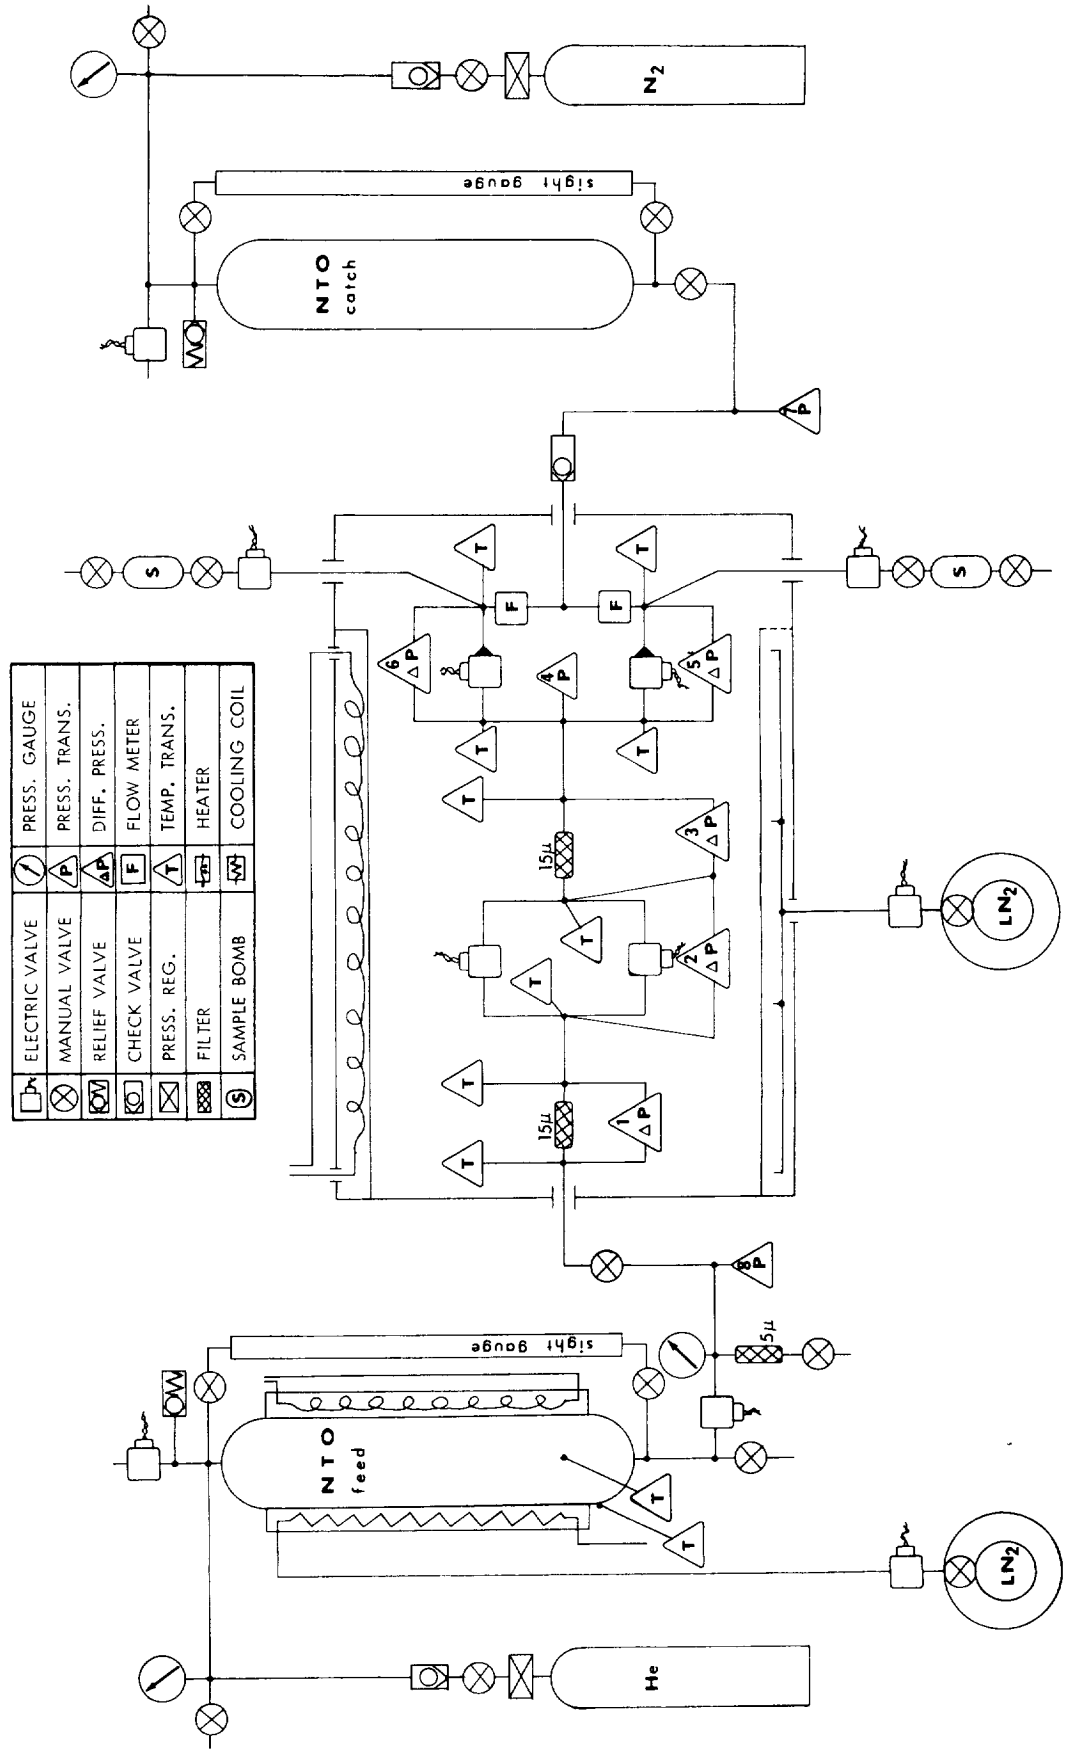 ELECTRIC VALVE
PRESS. GAUGE
MANUAL VALVE
P
PRESS. TRANS.
RELIEF VALVE
ΔP
DIFF. PRESS.
CHECK VALVE
F
FLOW METER
PRESS. REG.
T
TEMP. TRANS.
FILTER
HEATER
S
SAMPLE BOMB
COOLING COIL
He
NTO
feed
sight gauge
T
T
LN2
5μ
8
P
T
15μ
1
ΔP
T
T
T
2
ΔP
15μ
3
ΔP
T
LN2
T
T
4
P
6
ΔP
5
ΔP
F
F
T
T
S
S
7
P
NTO
catch
sight gauge
N2